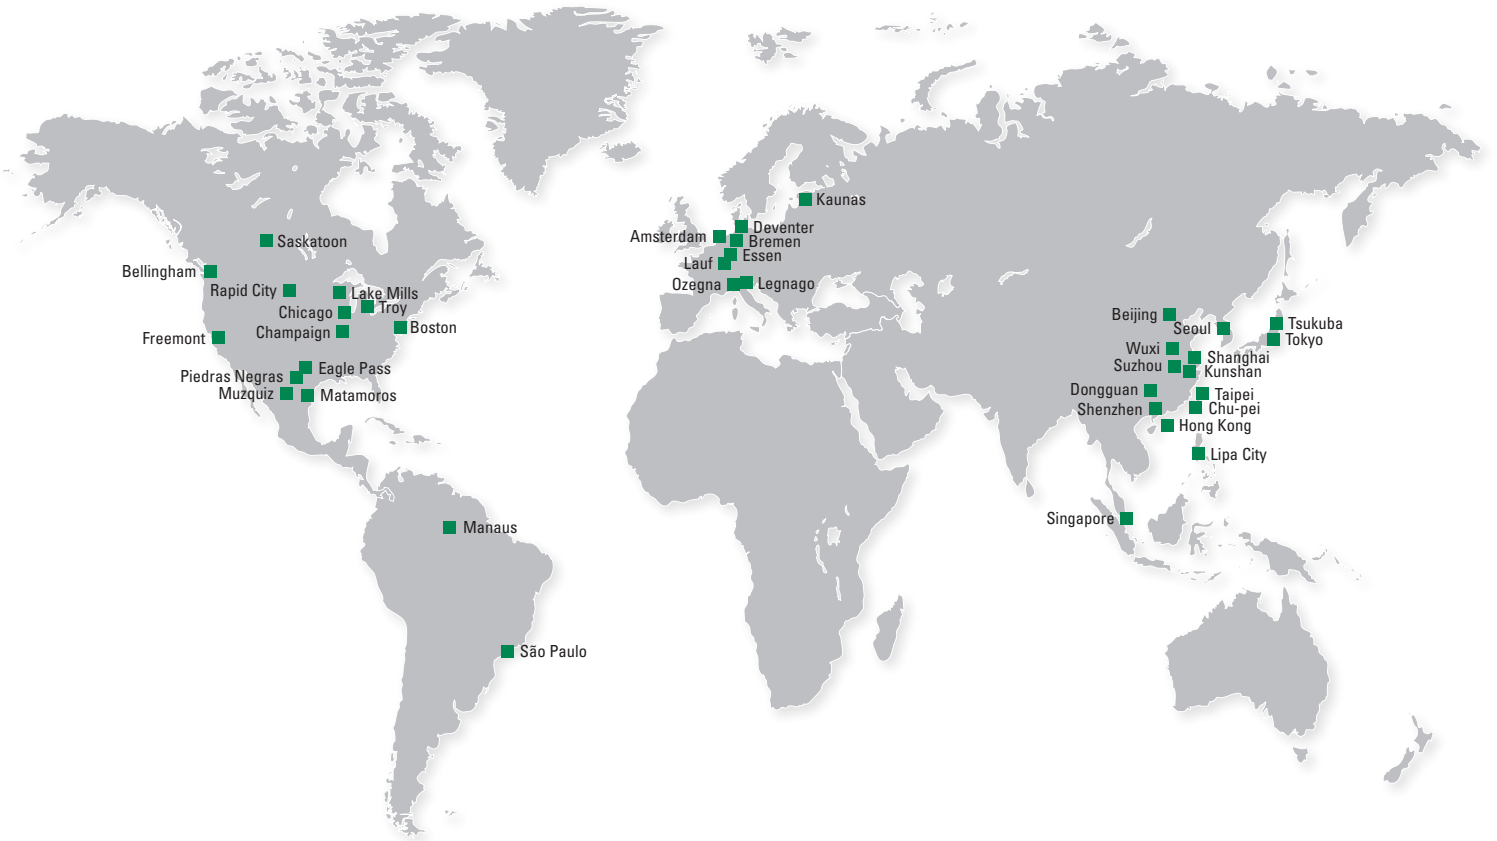 Kaunas
Deventer
Amsterdam
Bremen
Essen
Lauf
Ozegna
Legnago
Saskatoon
Bellingham
Rapid City
Lake Mills
Troy
Chicago
Champaign
Boston
Freemont
Eagle Pass
Piedras Negras
Muzquiz
Matamoros
Beijing
Seoul
Tsukuba
Tokyo
Wuxi
Shanghai
Suzhou
Kunshan
Dongguan
Taipei
Shenzhen
Chu-pei
Hong Kong
Lipa City
Singapore
Manaus
São Paulo